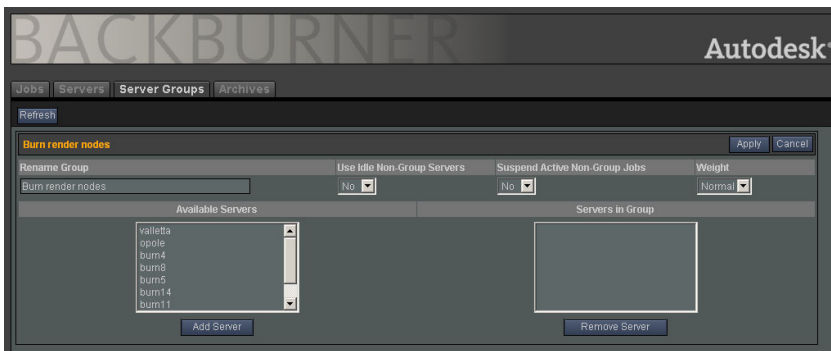 BACKBURNER
Autodesk®
Jobs Servers Server Groups Archives
Refresh
Burn render nodes Apply Cancel
Rename Group Use Idle Non-Group Servers Suspend Active Non-Group Jobs Weight
Burn render nodes No No Normal
Available Servers Servers in Group
valletta
opole
burn4
burn8
burn5
burn14
burn11
Add Server Remove Server